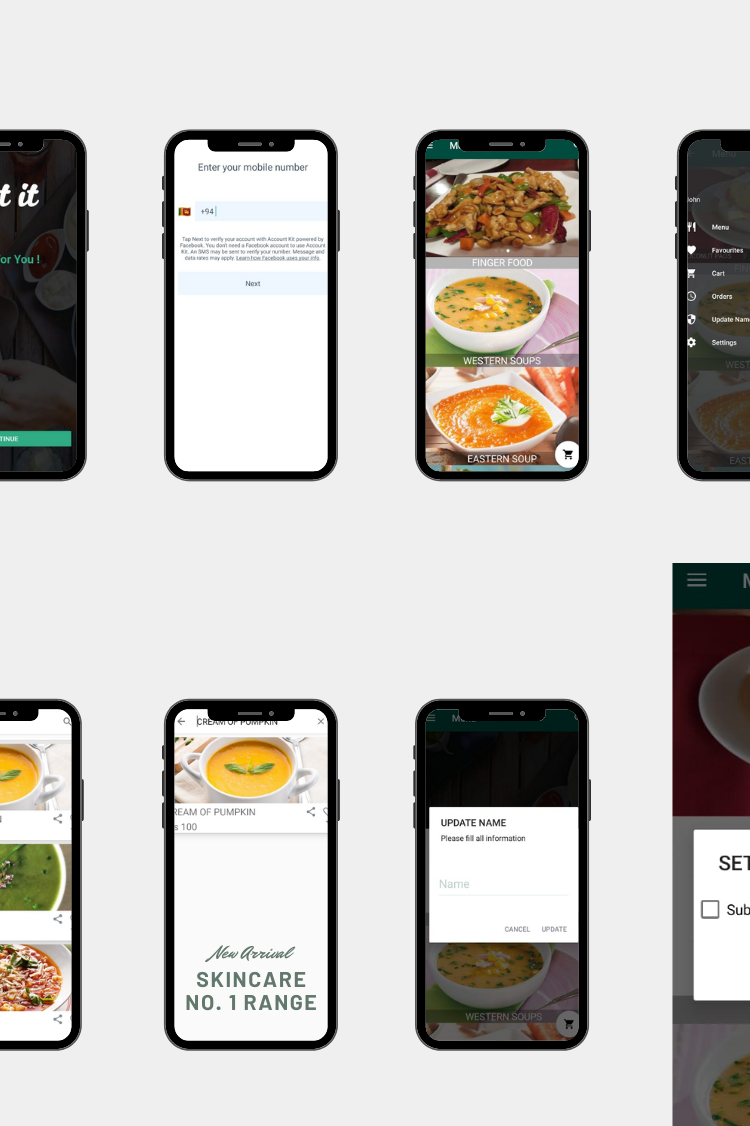 t it
or You !
TINUE
Enter your mobile number
+94
Tap Next to verify your account with Account Kit powered by
Facebook. You dont need a Facebook account to use Account
Kit. An SMS may be sent to verify your number. Message and
data rates may apply. Learn how Facebook uses your info.
Next
M
FINGER FOOD
WESTERN SOUPS
EASTERN SOUP
Menu
John
Menu
Favourites
Cart
Orders
Update Name
Settings
WEST
EAST
CREAM OF PUMPKIN
REAM OF PUMPKIN
s 100
New Arrival
SKINCARE
NO. 1 RANGE
M
UPDATE NAME
Please fill all information
Name
CANCEL UPDATE
WESTERN SOUPS
M
SET
Sub